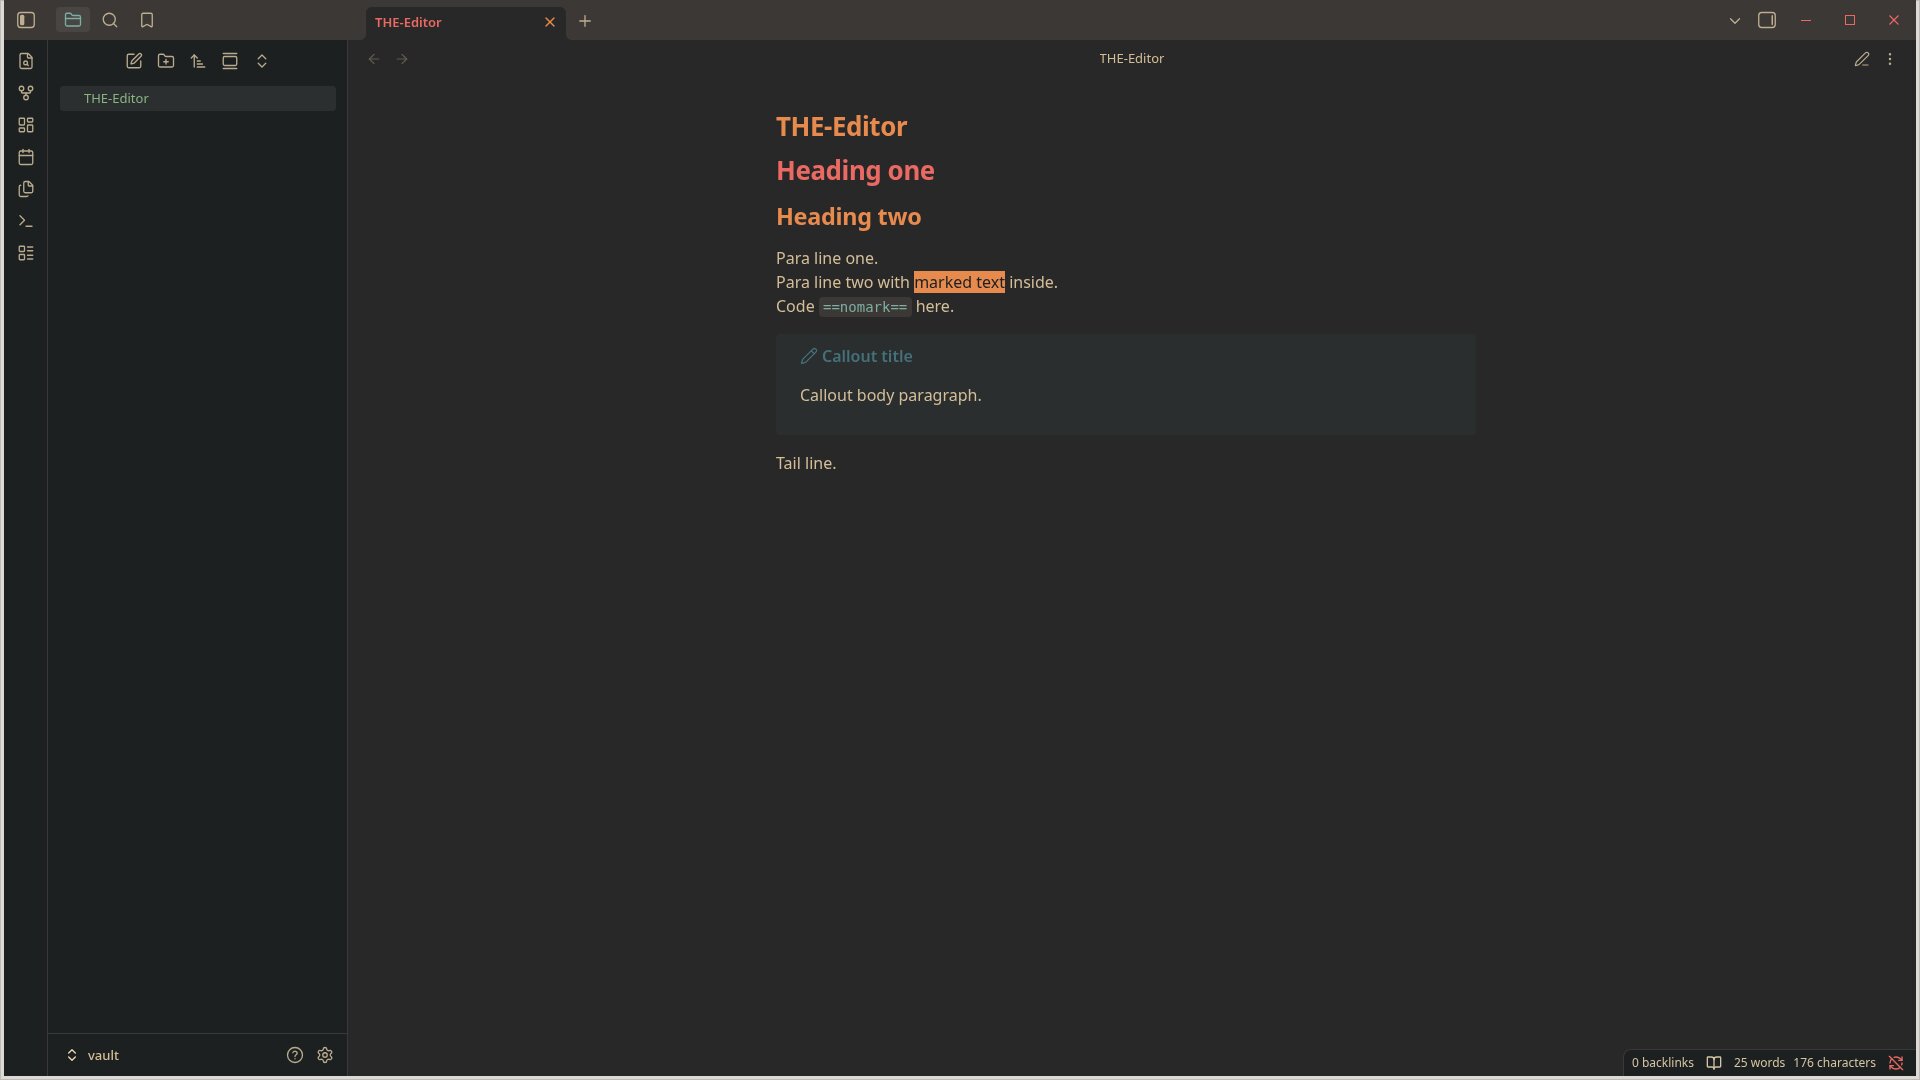 THE-Editor
THE-Editor
THE-Editor
THE-Editor
Heading one
Heading two
Para line one.
Para line two with marked text inside.
Code ==nomark== here.
Callout title
Callout body paragraph.
Tail line.
vault
0 backlinks 25 words 176 characters